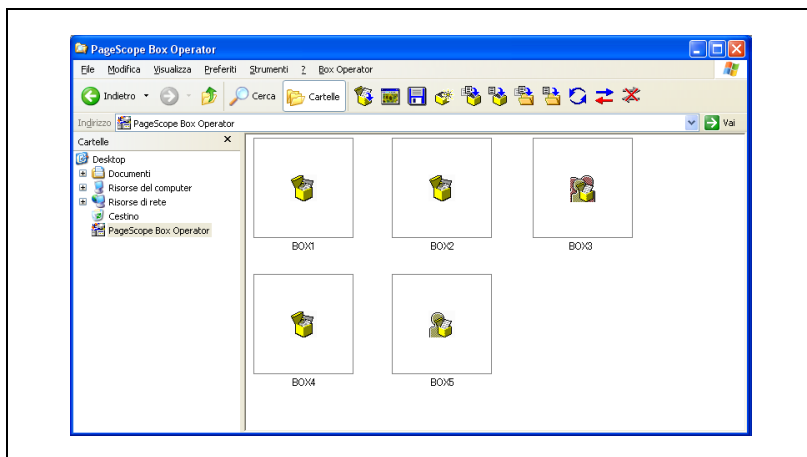 PageScope Box Operator
File Modifica Visualizza Preferiti Strumenti ? Box Operator
Indietro Cerca Cartelle
Indirizzo PageScope Box Operator Vai
Cartelle
Desktop
Documenti
Risorse del computer
Risorse di rete
Cestino
PageScope Box Operator
BOX1 BOX2 BOX3
BOX4 BOX5